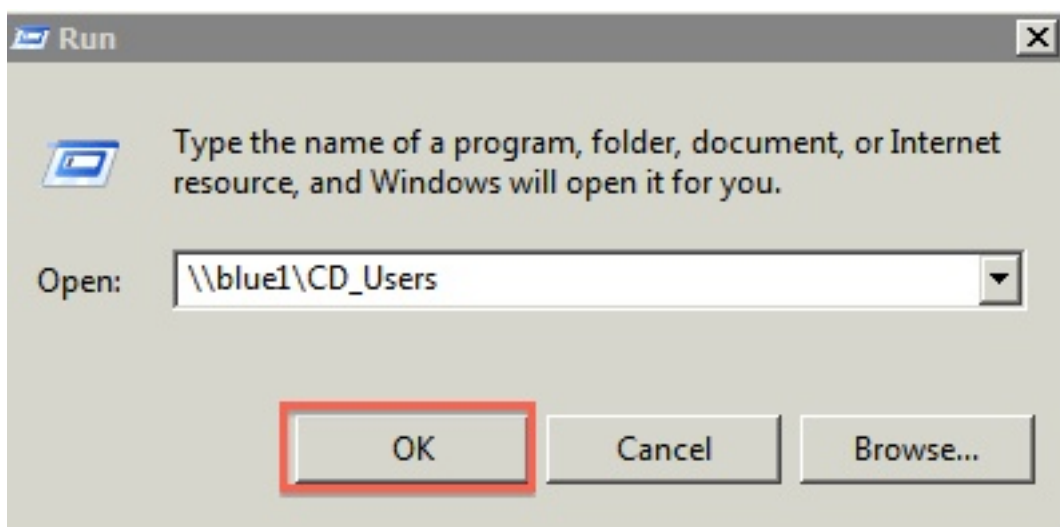 Run
Type the name of a program, folder, document, or Internet
resource, and Windows will open it for you.
Open:
\\blue1\CD_Users
OK
Cancel
Browse...